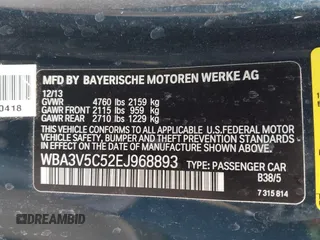 MFD BY BAYERISCHE MOTOREN WERKE AG
12/13
GVWR 4760 lbs 2159 kg
GAWR FRONT 2115 lbs 959 kg
GAWR REAR 2710 lbs 1229 kg
THIS VEHICLE CONFORMS TO ALL APPLICABLE
U.S. FEDERAL MOTOR VEHICLE SAFETY,
BUMPER, AND THEFT PREVENTION
STANDARDS IN EFFECT ON THE DATE OF
MANUFACTURE SHOWN ABOVE.
WBA3V5C52EJ968893
TYPE: PASSENGER CAR
B38/5
7 315 814
0418
DREAMBID